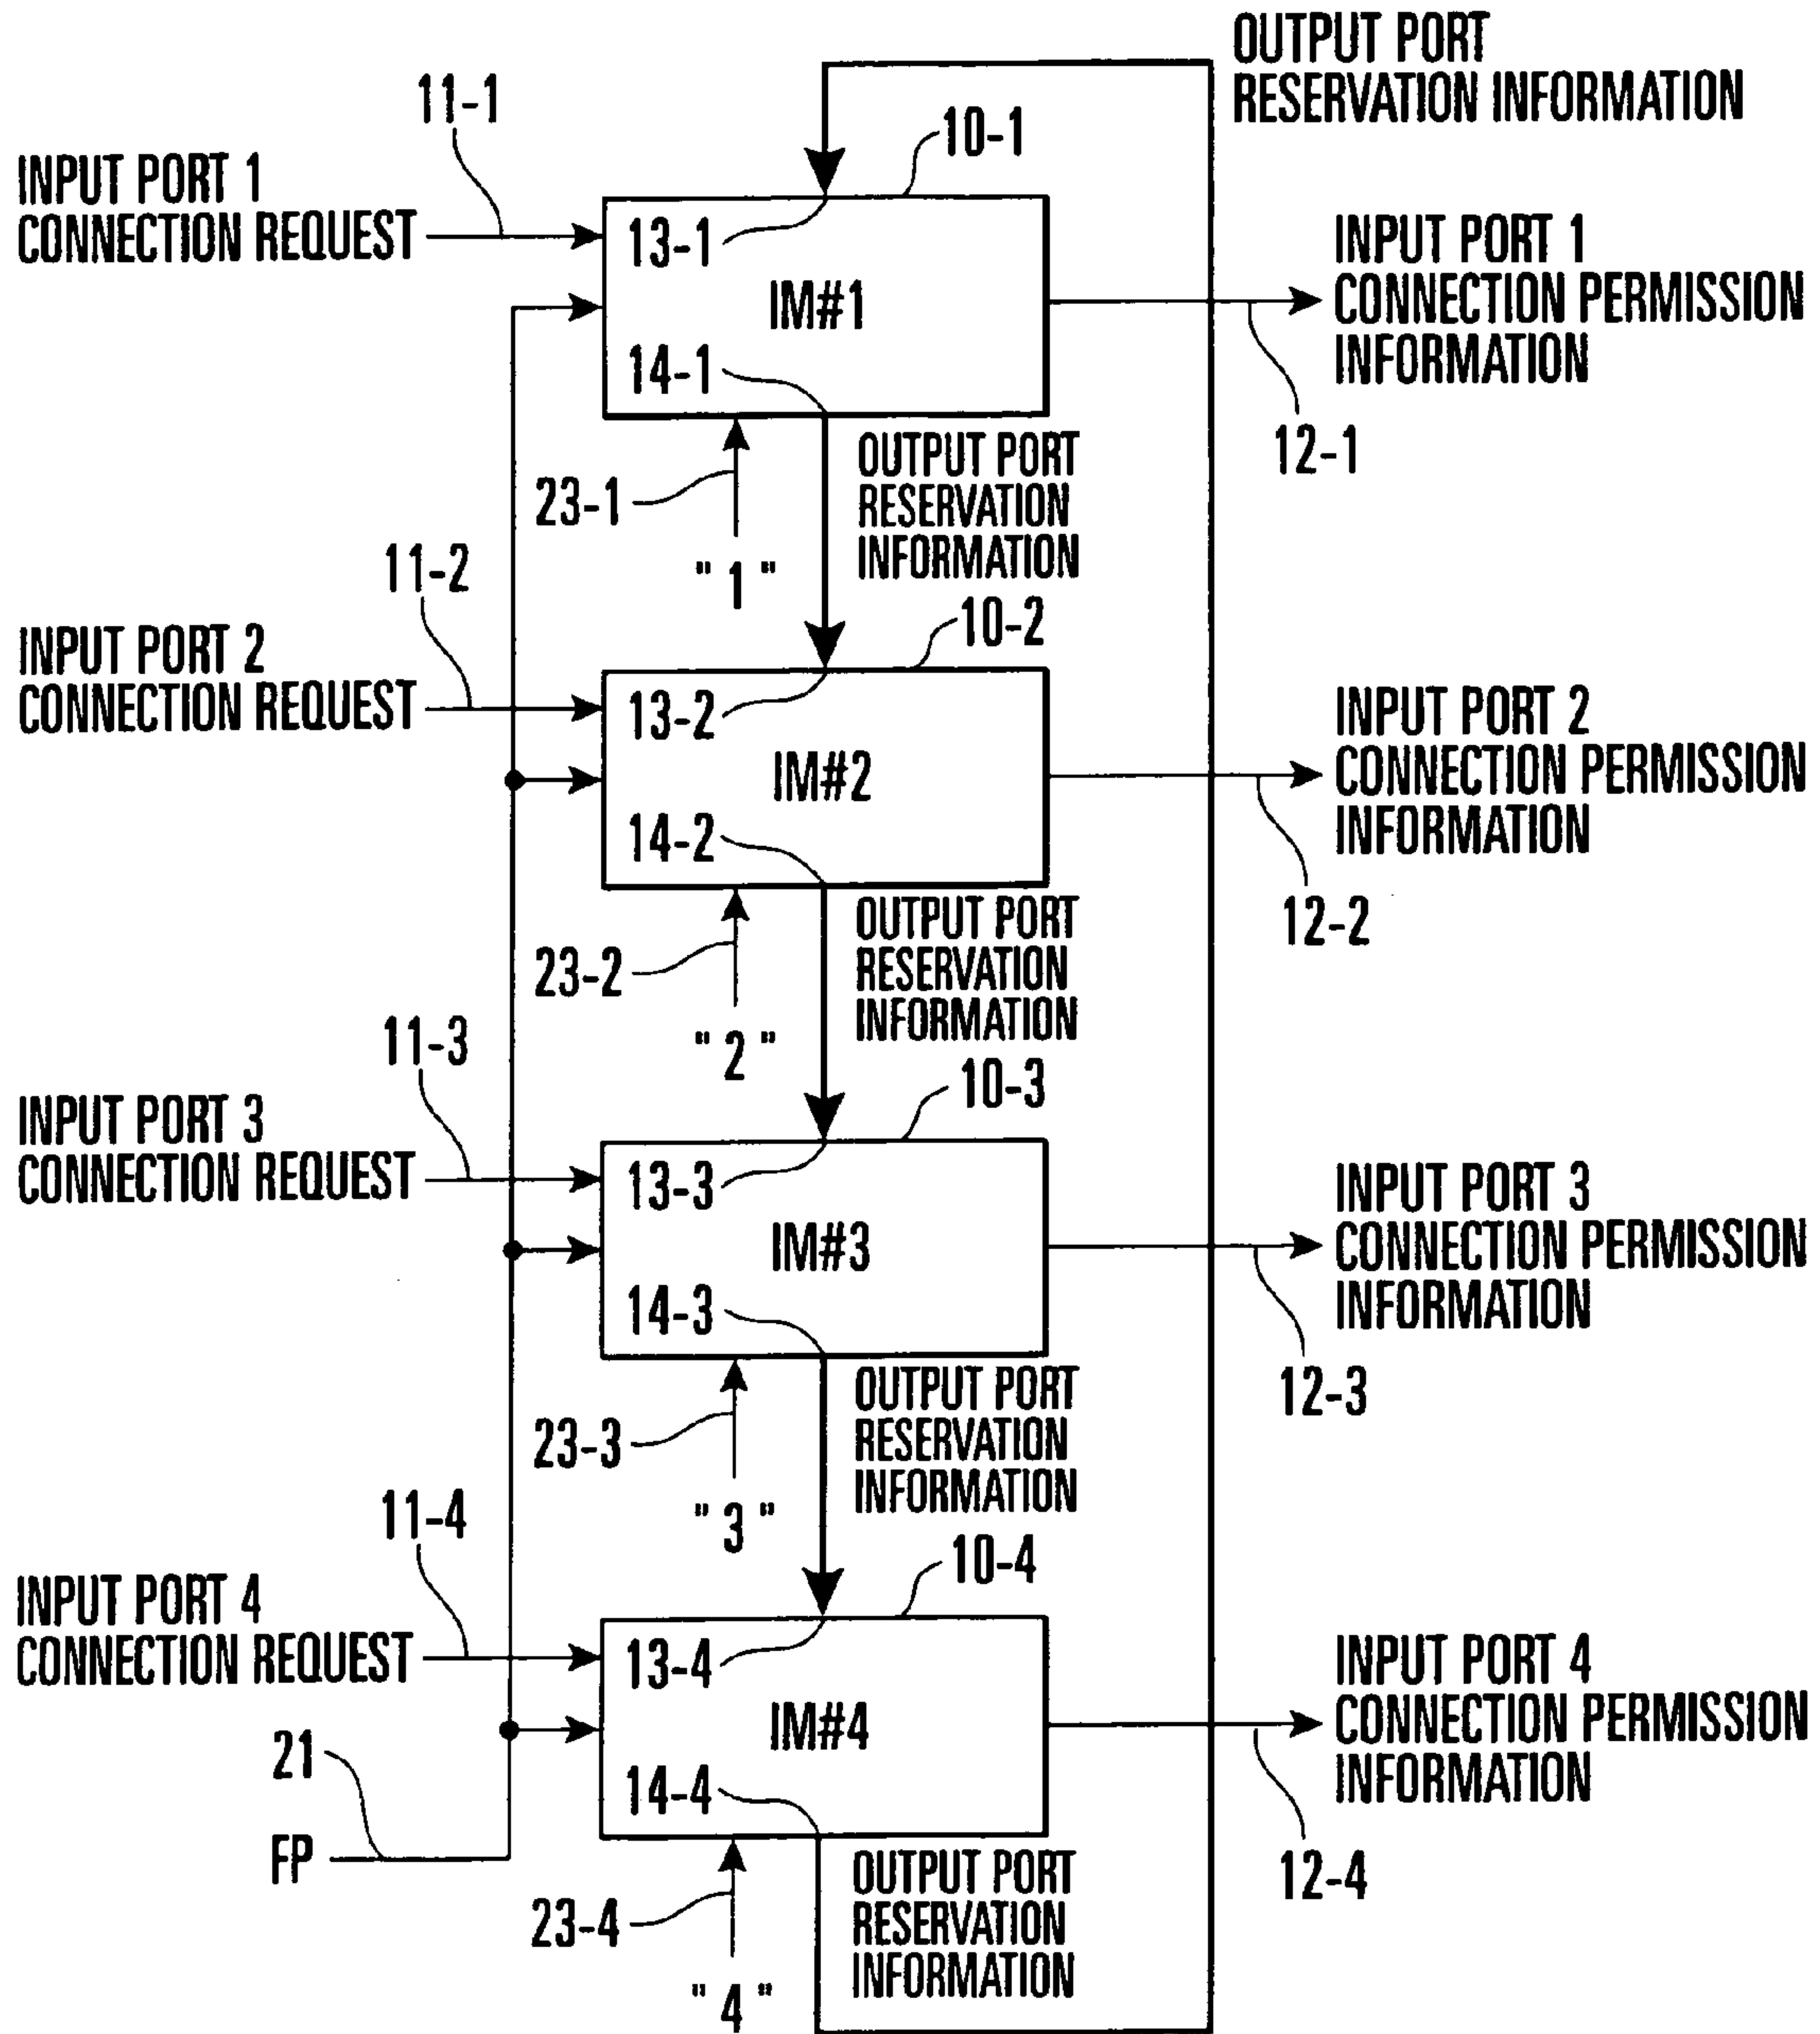 OUTPUT PORT
RESERVATION INFORMATION
11-1
10-1
INPUT PORT 1
CONNECTION REQUEST
13-1
IM#1
14-1
INPUT PORT 1
CONNECTION PERMISSION
INFORMATION
12-1
23-1
" 1 "
OUTPUT PORT
RESERVATION
INFORMATION
11-2
10-2
INPUT PORT 2
CONNECTION REQUEST
13-2
IM#2
14-2
INPUT PORT 2
CONNECTION PERMISSION
INFORMATION
12-2
23-2
" 2 "
OUTPUT PORT
RESERVATION
INFORMATION
11-3
10-3
INPUT PORT 3
CONNECTION REQUEST
13-3
IM#3
14-3
INPUT PORT 3
CONNECTION PERMISSION
INFORMATION
12-3
23-3
" 3 "
OUTPUT PORT
RESERVATION
INFORMATION
11-4
10-4
INPUT PORT 4
CONNECTION REQUEST
13-4
IM#4
14-4
INPUT PORT 4
CONNECTION PERMISSION
INFORMATION
12-4
21
FP
23-4
" 4 "
OUTPUT PORT
RESERVATION
INFORMATION